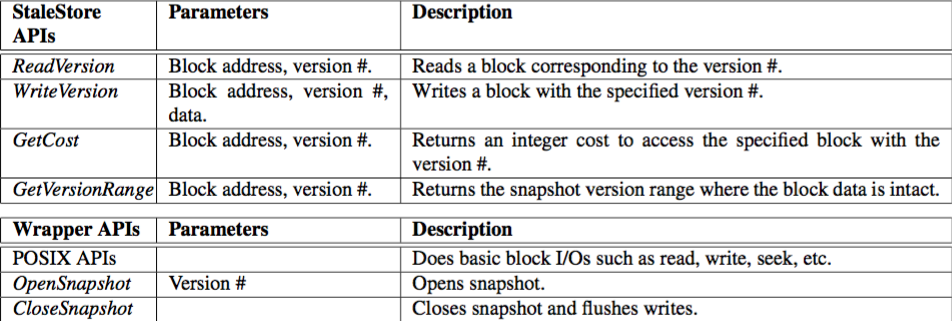 StaleStore APIs Parameters Description
ReadVersion Block address, version #. Reads a block corresponding to the version #.
WriteVersion Block address, version #, data. Writes a block with the specified version #.
GetCost Block address, version #. Returns an integer cost to access the specified block with the version #.
GetVersionRange Block address, version #. Returns the snapshot version range where the block data is intact.
Wrapper APIs Parameters Description
POSIX APIs Does basic block I/Os such as read, write, seek, etc.
OpenSnapshot Version # Opens snapshot.
CloseSnapshot Closes snapshot and flushes writes.